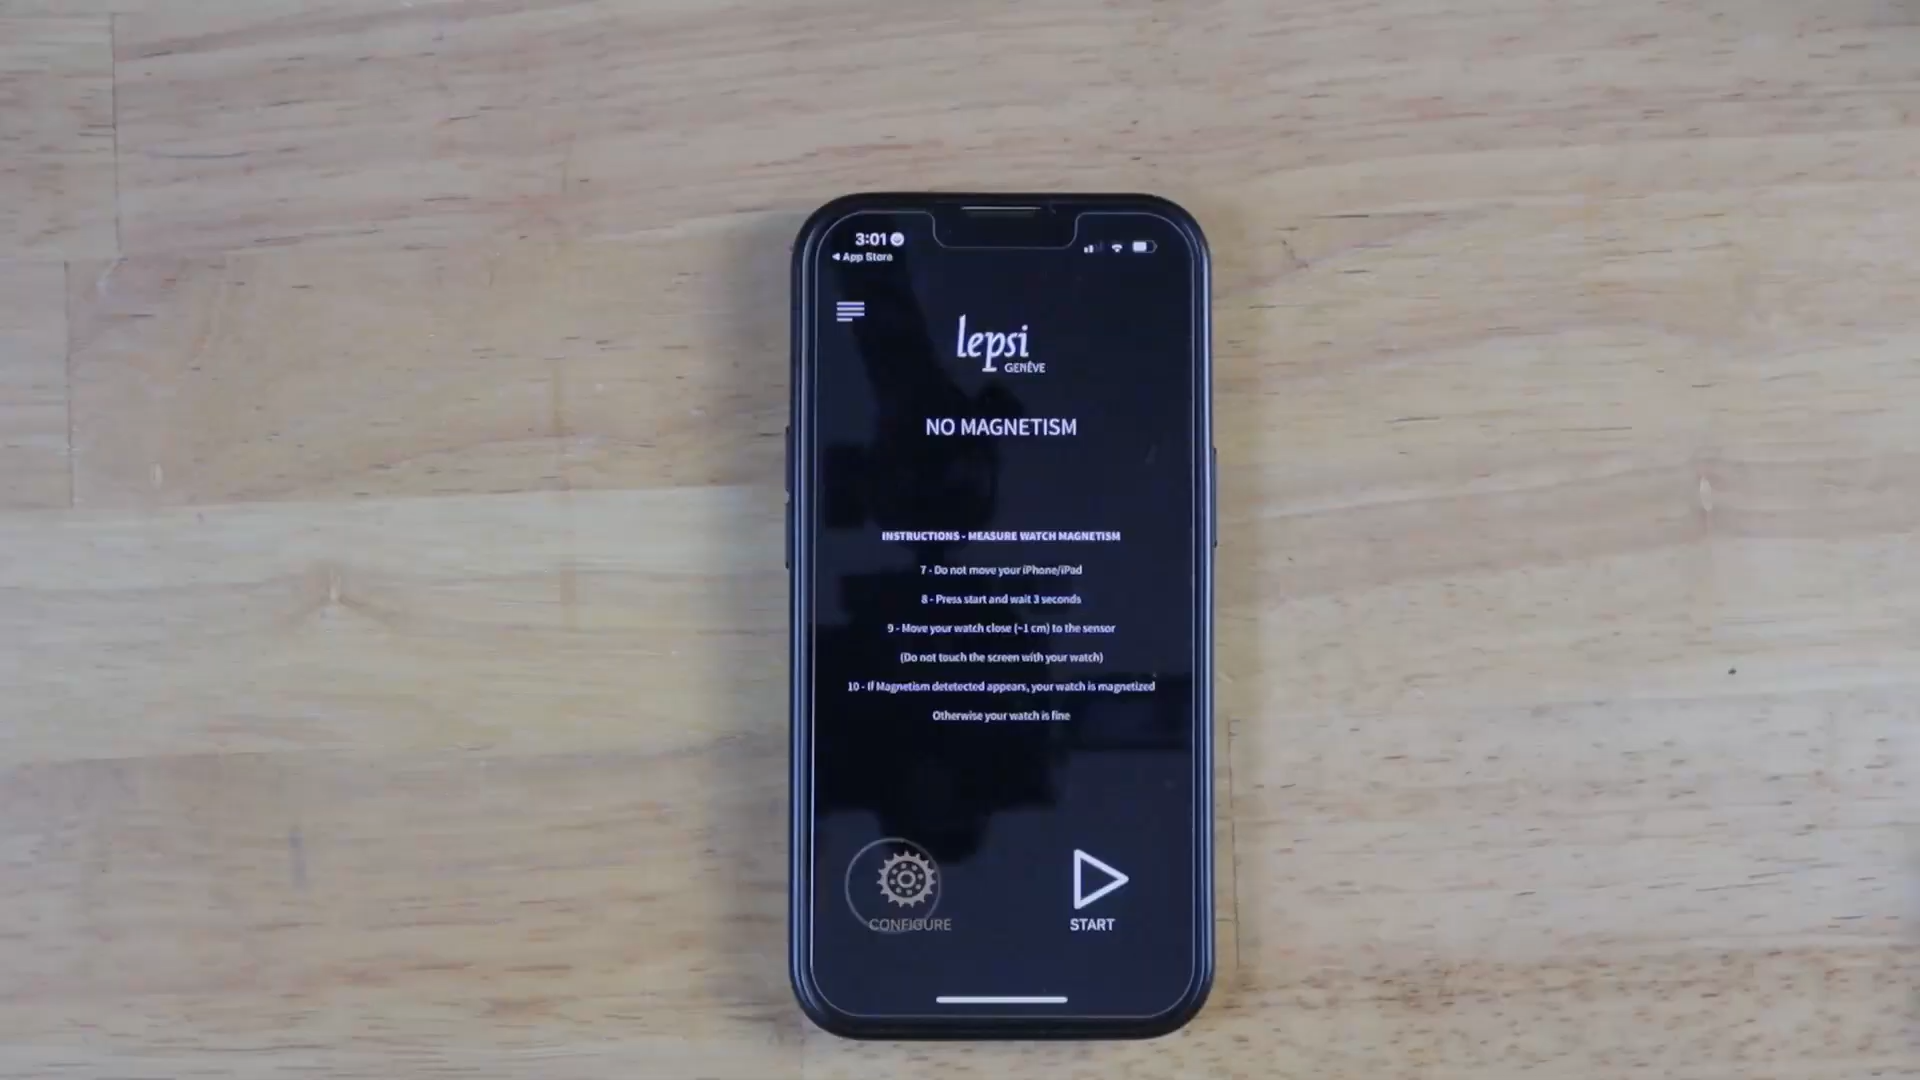 3:01
◀ App Store
lepsi
GENÈVE
NO MAGNETISM
INSTRUCTIONS - MEASURE WATCH MAGNETISM
7 - Do not move your iPhone/iPad
8 - Press start and wait 3 seconds
9 - Move your watch close (~1 cm) to the sensor
(Do not touch the screen with your watch)
10 - If Magnetism detetected appears, your watch is magnetized
Otherwise your watch is fine
CONFIGURE
START